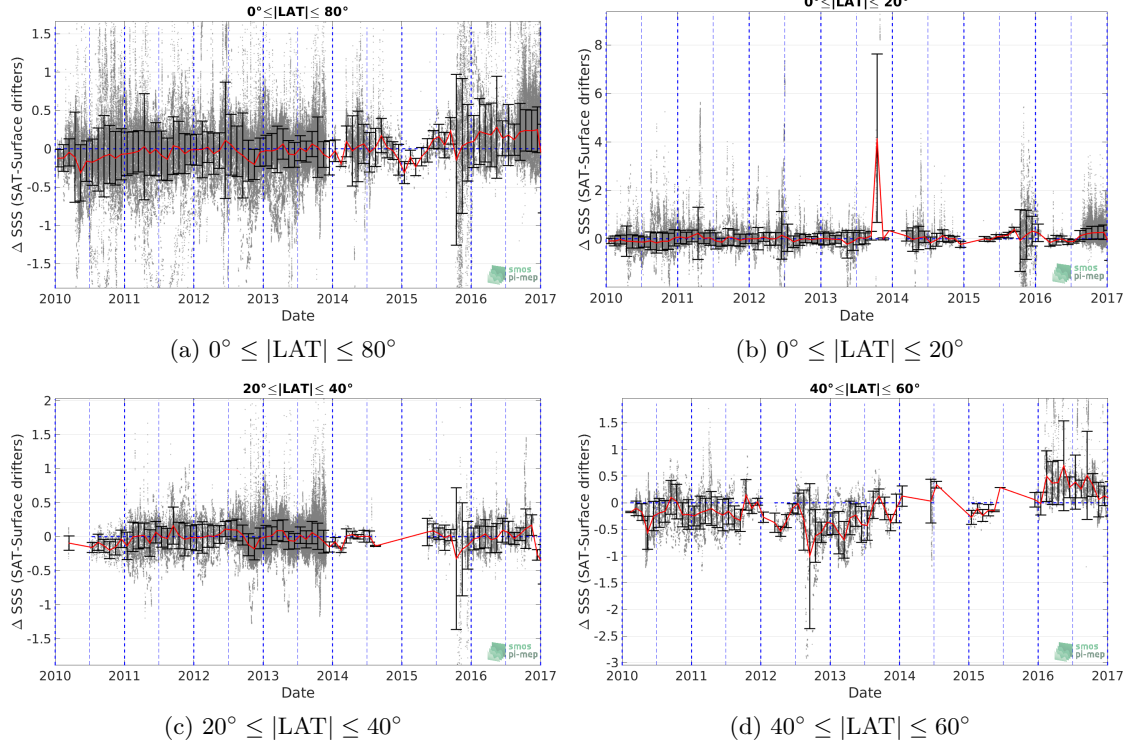 0°≤|LAT|≤ 80°
Δ SSS (SAT-Surface drifters)
1.5
1
0.5
0
-0.5
-1
-1.5
2010 2011 2012 2013 2014 2015 2016 2017
Date
smos
pi-mep
(a) 0° ≤ |LAT| ≤ 80°
0°≤|LAT|≤ 20°
Δ SSS (SAT-Surface drifters)
8
6
4
2
0
2010 2011 2012 2013 2014 2015 2016 2017
Date
smos
pi-mep
(b) 0° ≤ |LAT| ≤ 20°
20°≤|LAT|≤ 40°
Δ SSS (SAT-Surface drifters)
2
1.5
1
0.5
0
-0.5
-1
-1.5
2010 2011 2012 2013 2014 2015 2016 2017
Date
smos
pi-mep
(c) 20° ≤ |LAT| ≤ 40°
40°≤|LAT|≤ 60°
Δ SSS (SAT-Surface drifters)
1.5
1
0.5
0
-0.5
-1
-1.5
-2
-2.5
-3
2010 2011 2012 2013 2014 2015 2016 2017
Date
smos
pi-mep
(d) 40° ≤ |LAT| ≤ 60°